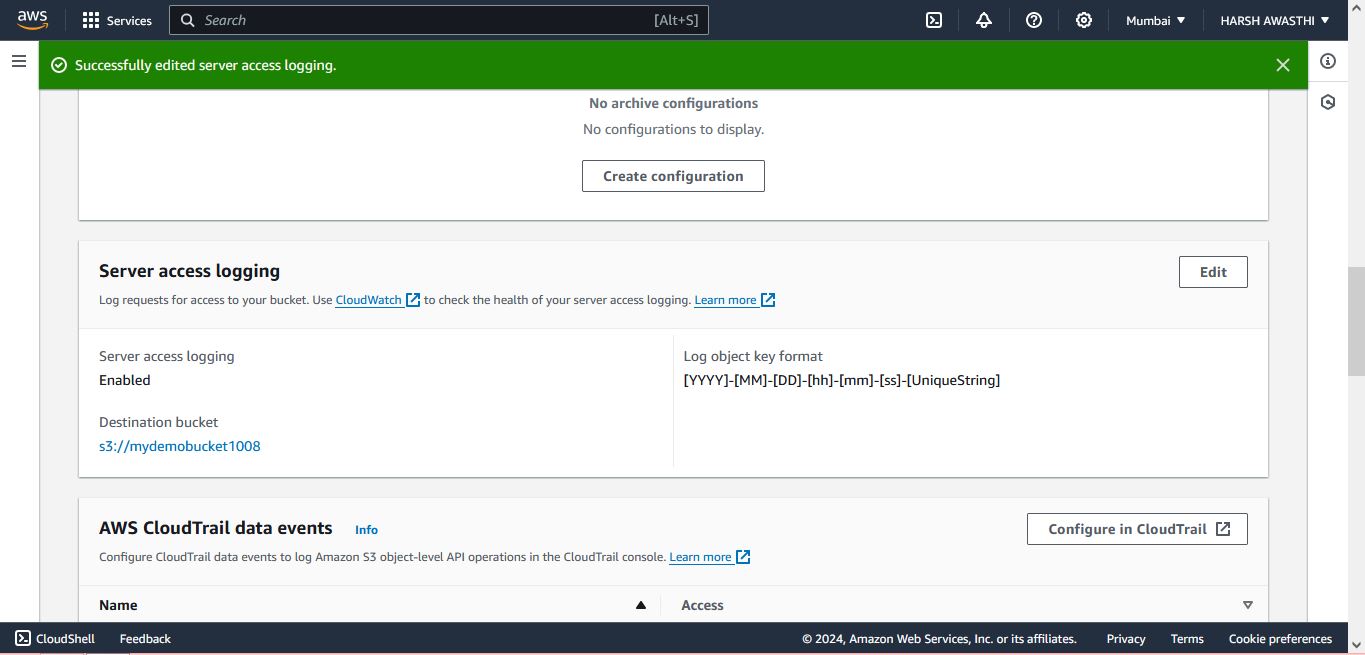 aws Services Search [Alt+S] Mumbai ▼ HARSH AWASTHI ▼
Successfully edited server access logging.
No archive configurations
No configurations to display.
Create configuration
Server access logging
Edit
Log requests for access to your bucket. Use CloudWatch to check the health of your server access logging. Learn more
Server access logging
Enabled
Destination bucket
s3://mydemobucket1008
Log object key format
[YYYY]-[MM]-[DD]-[hh]-[mm]-[ss]-[UniqueString]
AWS CloudTrail data events Info
Configure in CloudTrail
Configure CloudTrail data events to log Amazon S3 object-level API operations in the CloudTrail console. Learn more
Name ▲ Access ▽
CloudShell Feedback © 2024, Amazon Web Services, Inc. or its affiliates. Privacy Terms Cookie preferences